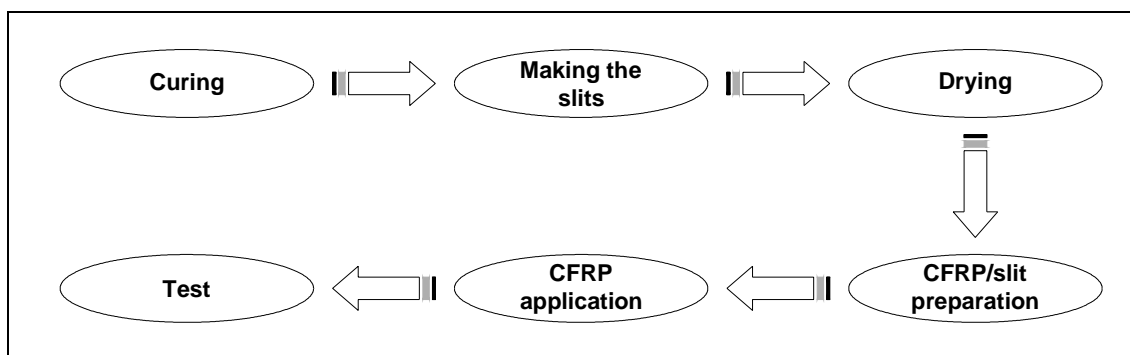 Curing
Making the
slits
Drying
CFRP/slit
preparation
CFRP
application
Test